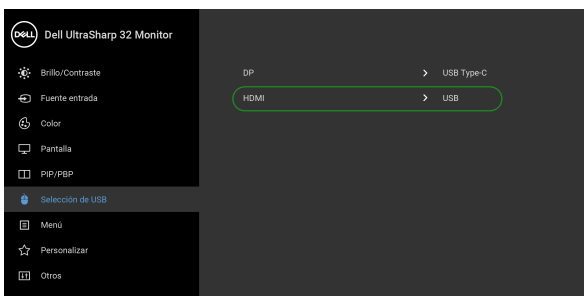 DELL Dell UltraSharp 32 Monitor
Brillo/Contraste
Fuente entrada
Color
Pantalla
PIP/PBP
Selección de USB
Menú
Personalizar
Otros
DP > USB Type-C
HDMI > USB